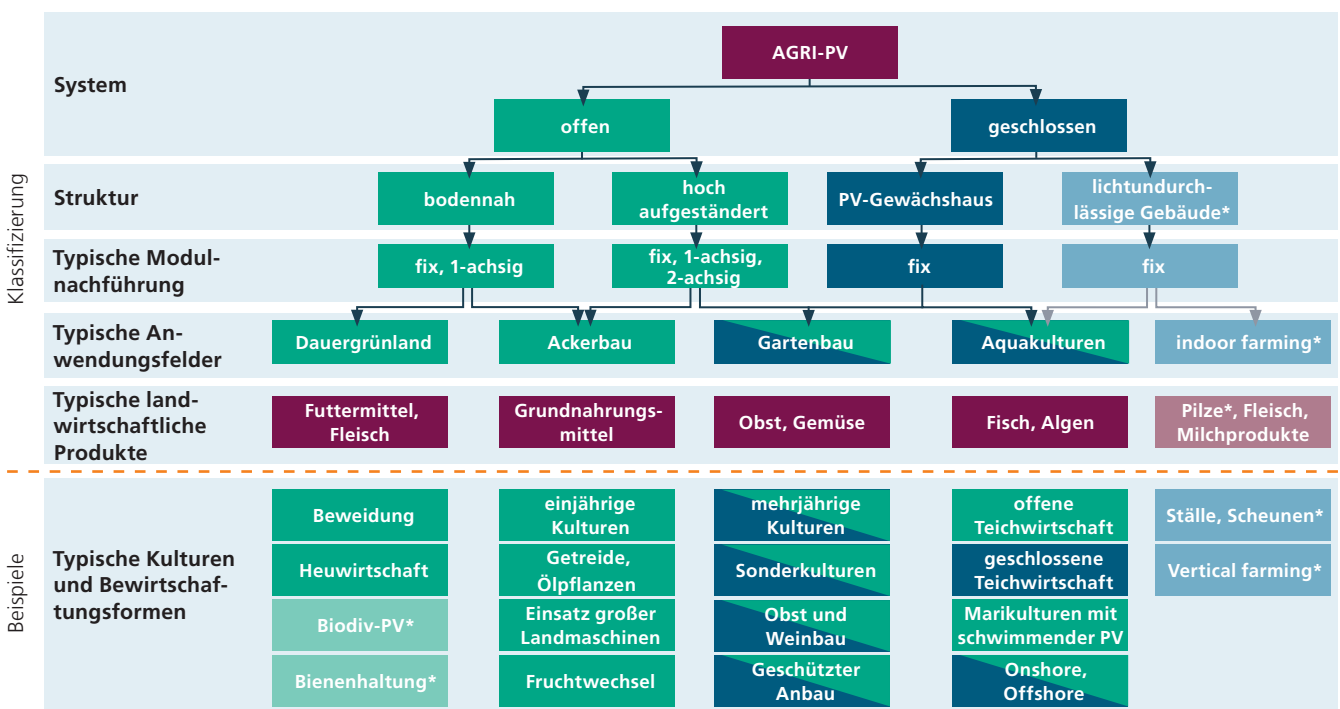 AGRI-PV
System
offen
geschlossen
Klassifizierung
Struktur
bodennah
hoch
aufgeständert
PV-Gewächshaus
lichtundurch-
lässige Gebäude*
Typische Modul-
nachführung
fix, 1-achsig
fix, 1-achsig,
2-achsig
fix
fix
Typische An-
wendungsfelder
Dauergrünland
Ackerbau
Gartenbau
Aquakulturen
indoor farming*
Typische land-
wirtschaftliche
Produkte
Futtermittel,
Fleisch
Grundnahrungs-
mittel
Obst, Gemüse
Fisch, Algen
Pilze*, Fleisch,
Milchprodukte
Beispiele
Typische Kulturen
und Bewirtschaf-
tungsformen
Beweidung
einjährige
Kulturen
mehrjährige
Kulturen
offene
Teichwirtschaft
Ställe, Scheunen*
Heuwirtschaft
Getreide,
Ölpflanzen
Sonderkulturen
geschlossene
Teichwirtschaft
Vertical farming*
Biodiv-PV*
Einsatz großer
Landmaschinen
Obst und
Weinbau
Marikulturen mit
schwimmender PV
Bienenhaltung*
Fruchtwechsel
Geschützter
Anbau
Onshore,
Offshore